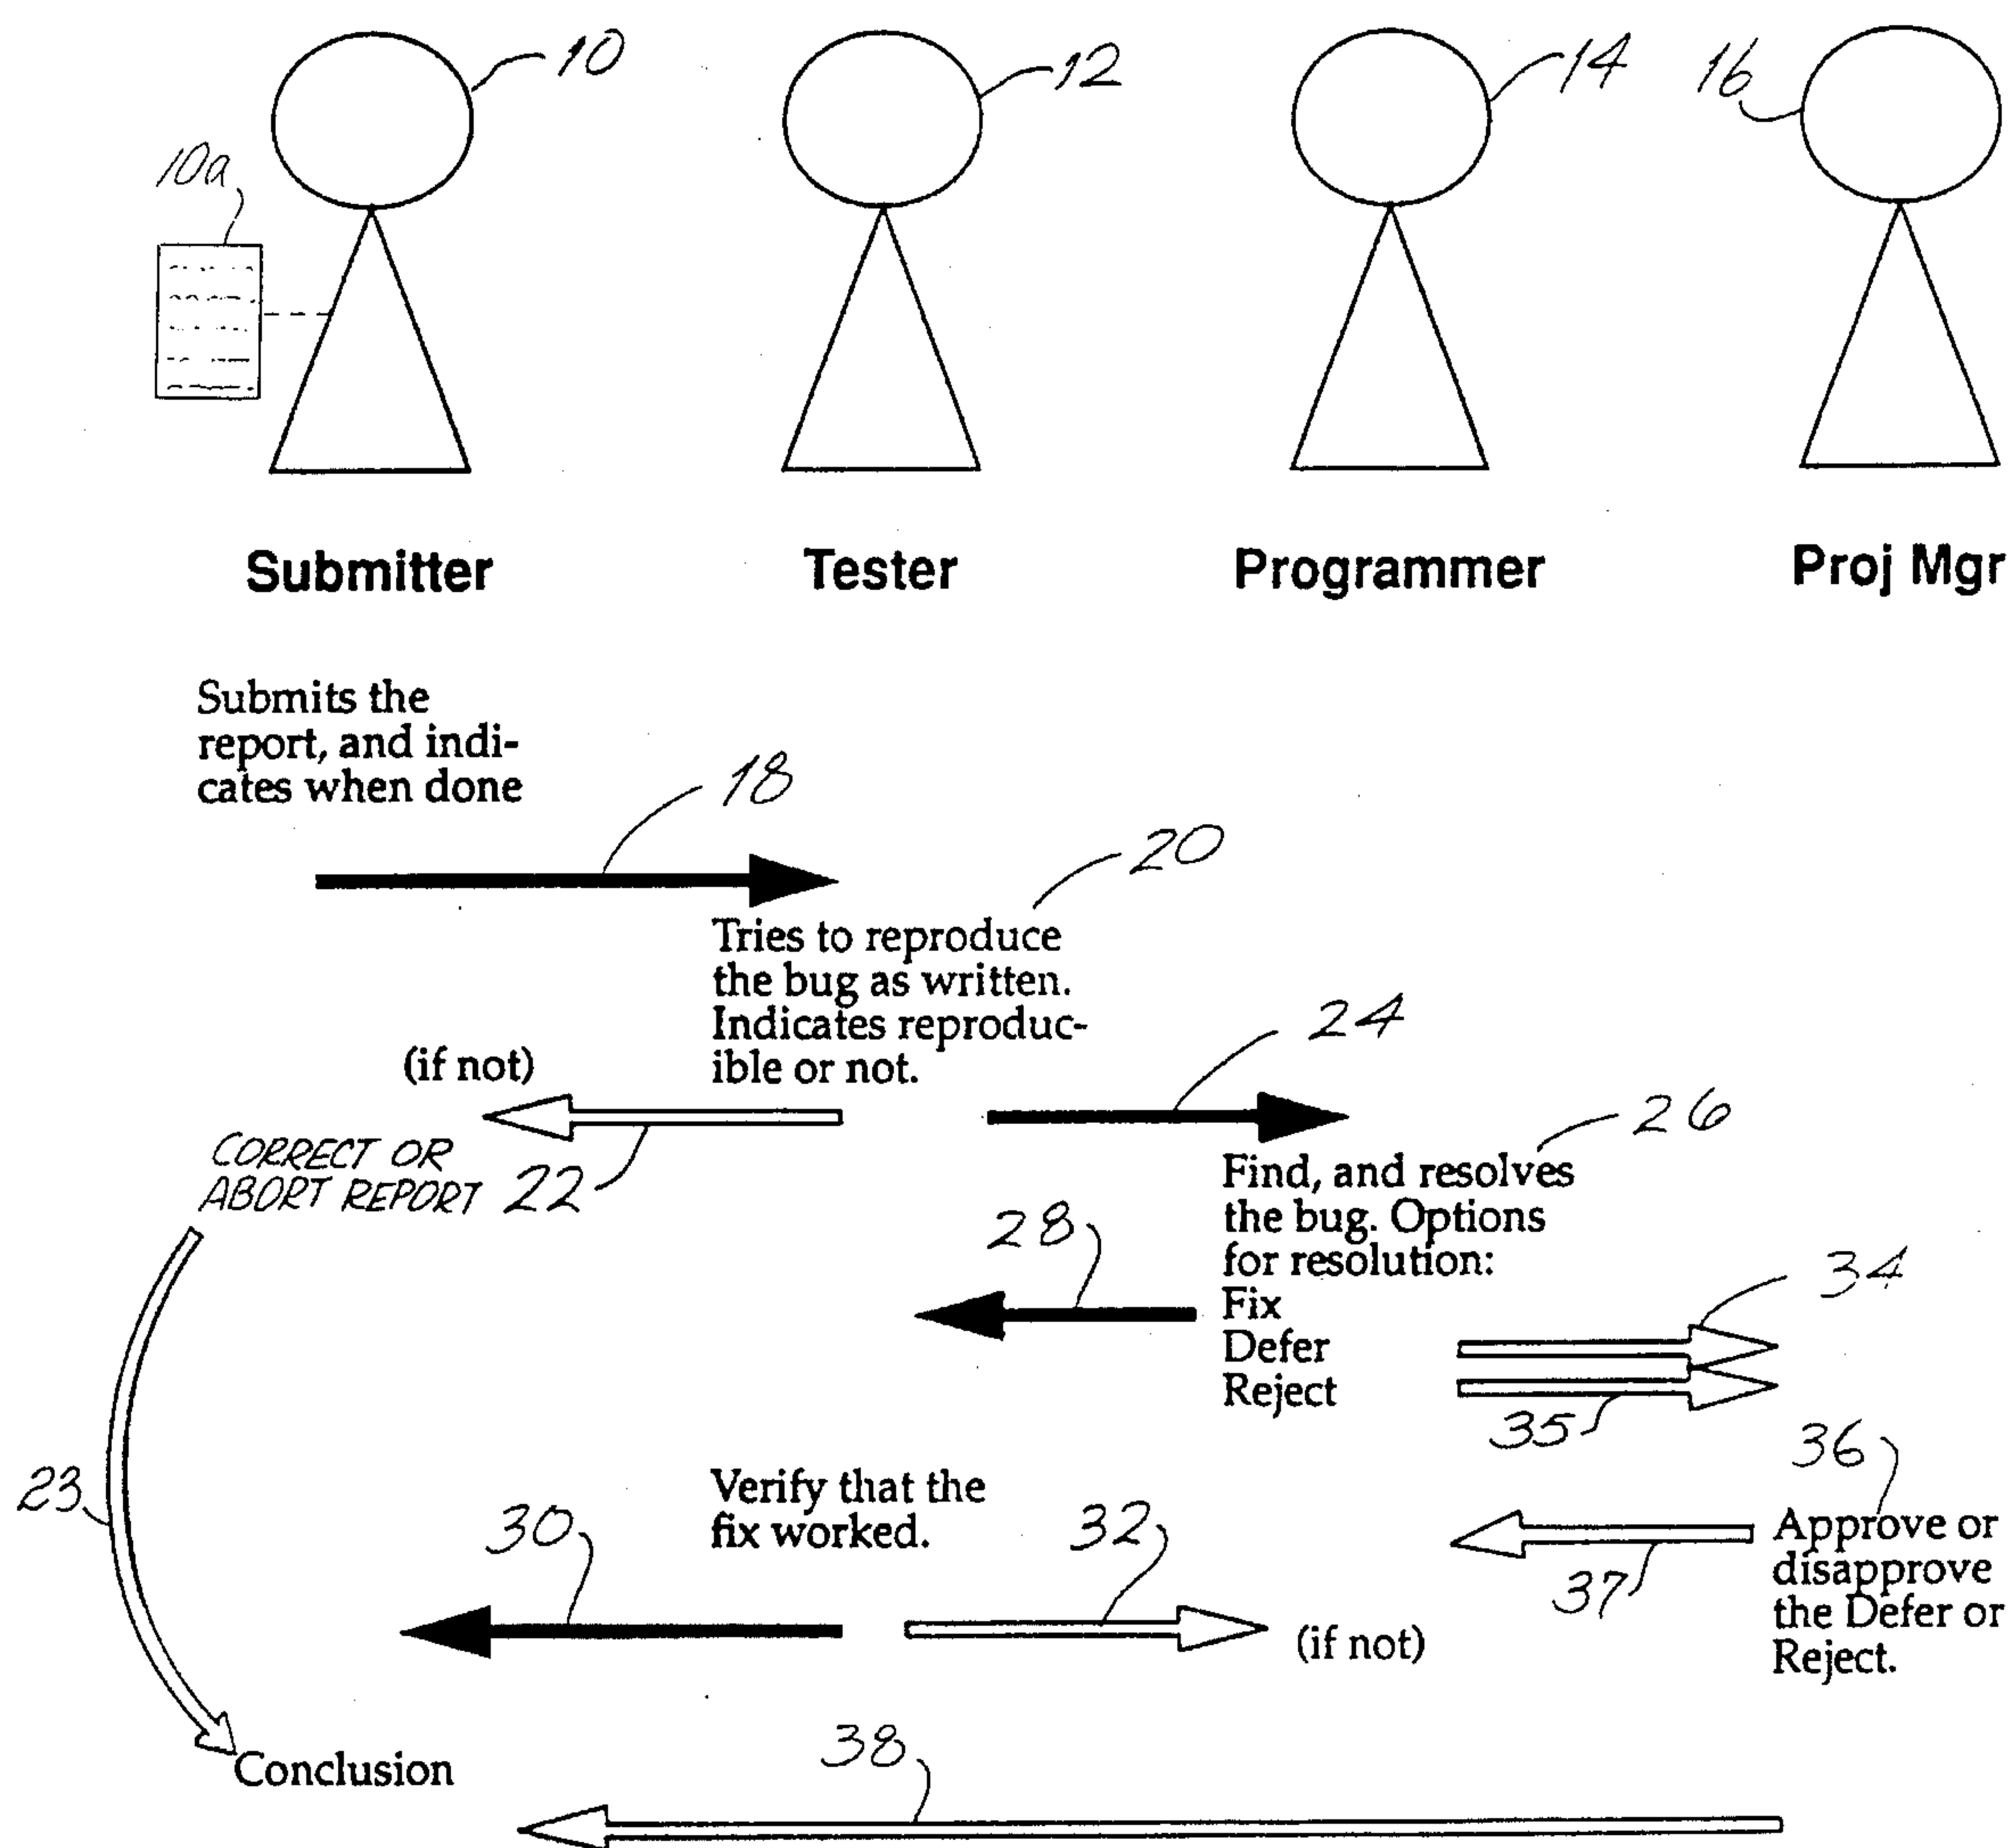 10
12
14
16
10a
Submitter
Tester
Programmer
Proj Mgr
Submits the
report, and indi-
cates when done
18
20
Tries to reproduce
the bug as written.
Indicates reproduc-
ible or not.
24
(if not)
26
CORRECT OR
ABORT REPORT 22
Find, and resolves
the bug. Options
for resolution:
Fix
Defer
Reject
28
34
35
36
23
Verify that the
fix worked.
30
32
37
Approve or
disapprove
the Defer or
Reject.
(if not)
38
Conclusion